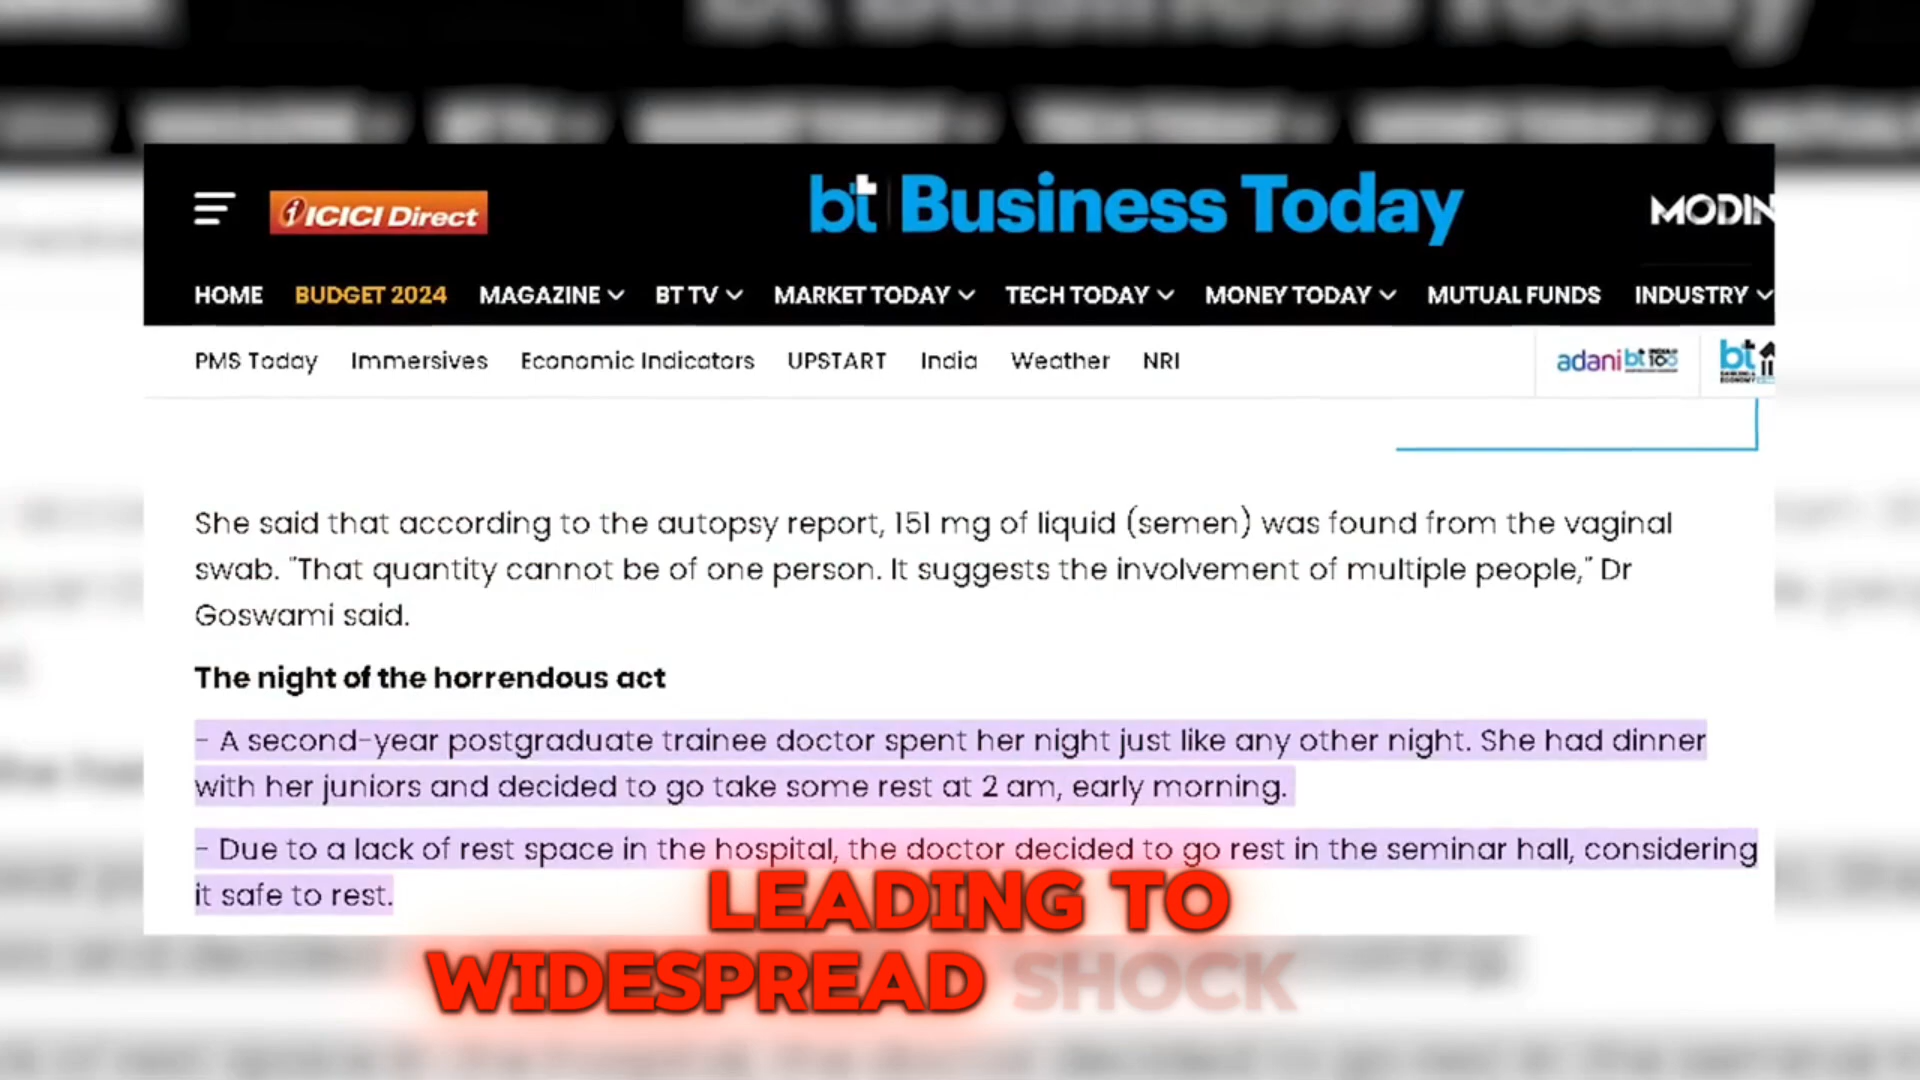 ICICI Direct
bt Business Today
MODIN
HOME BUDGET 2024 MAGAZINE BT TV MARKET TODAY TECH TODAY MONEY TODAY MUTUAL FUNDS INDUSTRY
PMS Today Immersives Economic Indicators UPSTART India Weather NRI
adani bt 100 bt
She said that according to the autopsy report, 151 mg of liquid (semen) was found from the vaginal
swab. "That quantity cannot be of one person. It suggests the involvement of multiple people," Dr
Goswami said.
The night of the horrendous act
- A second-year postgraduate trainee doctor spent her night just like any other night. She had dinner
with her juniors and decided to go take some rest at 2 am, early morning.
- Due to a lack of rest space in the hospital, the doctor decided to go rest in the seminar hall, considering
it safe to rest.
LEADING TO
WIDESPREAD SHOCK